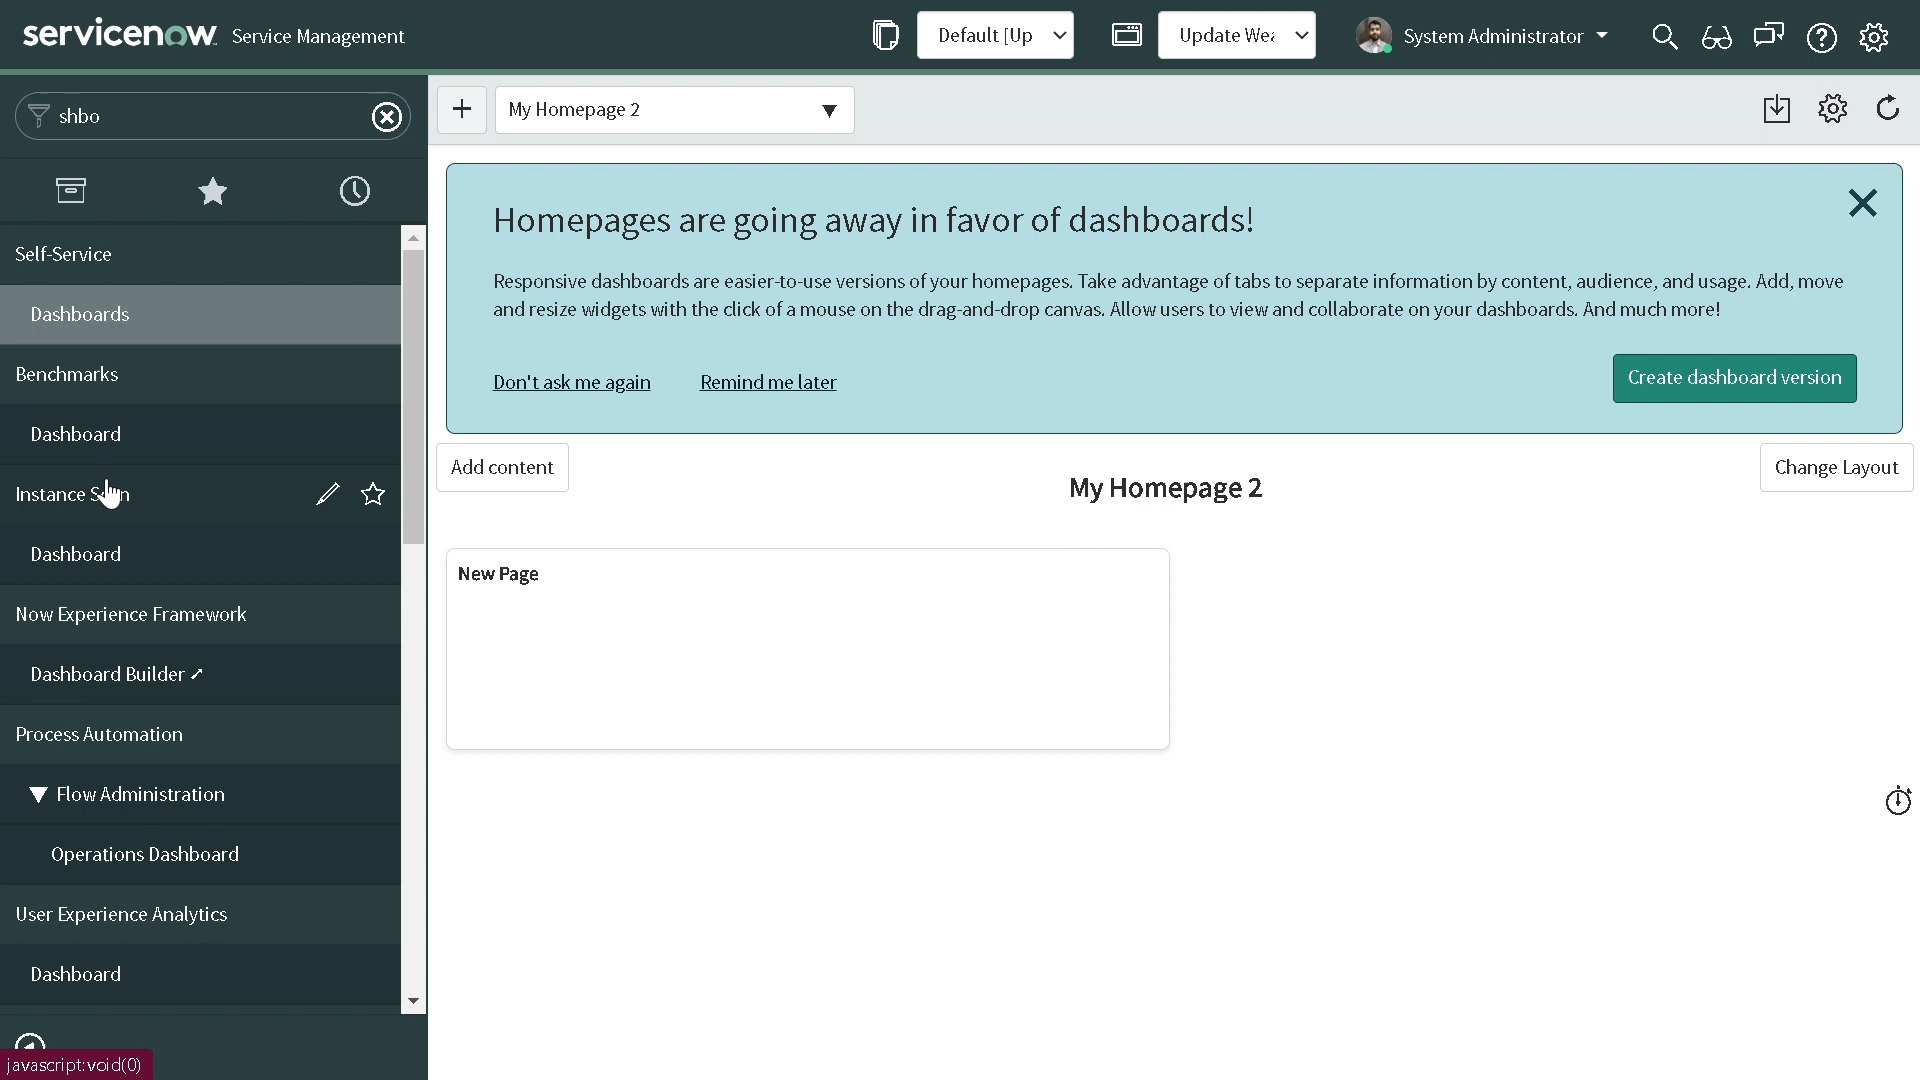 servicenow Service Management
Default [Up
Update Wea
System Administrator
shbo
My Homepage 2
Self-Service
Dashboards
Benchmarks
Dashboard
Instance
Dashboard
Now Experience Framework
Dashboard Builder ➚
Process Automation
Flow Administration
Operations Dashboard
User Experience Analytics
Dashboard
javascript:void(0)
Homepages are going away in favor of dashboards!
Responsive dashboards are easier-to-use versions of your homepages. Take advantage of tabs to separate information by content, audience, and usage. Add, move
and resize widgets with the click of a mouse on the drag-and-drop canvas. Allow users to view and collaborate on your dashboards. And much more!
Don't ask me again
Remind me later
Create dashboard version
Add content
My Homepage 2
Change Layout
New Page